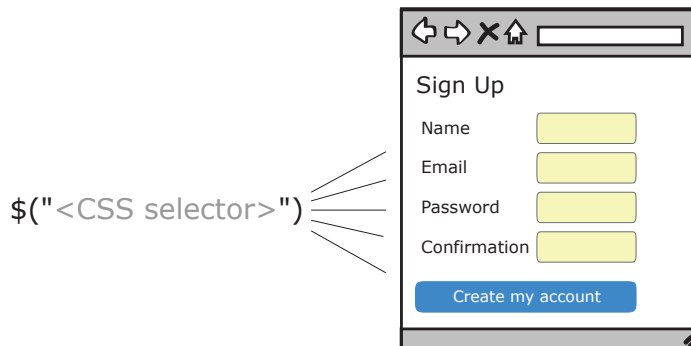 Sign Up
Name
Email
$("<CSS selector>")
Password
Confirmation
Create my account